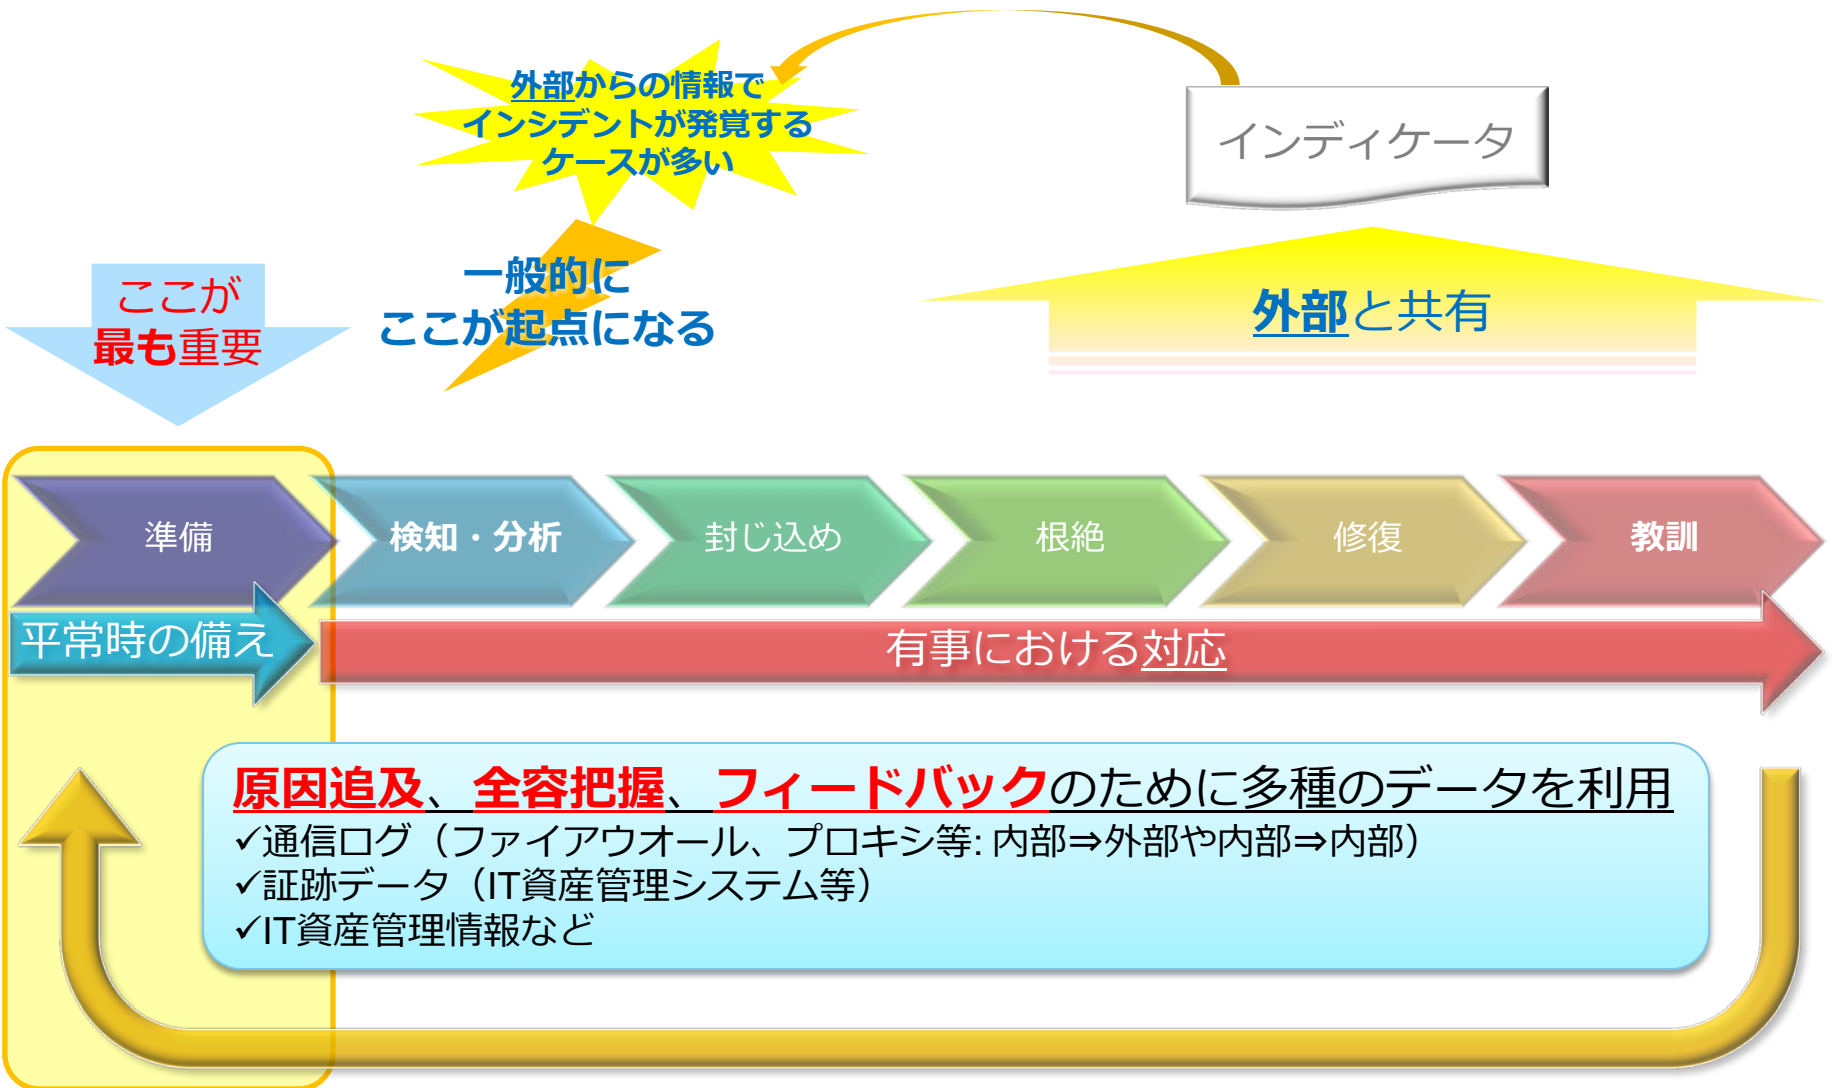 外部からの情報で
インシデントが発覚する
ケースが多い
インディケータ
一般的に
ここが起点になる
ここが
最も重要
外部と共有
準備
検知・分析
封じ込め
根絶
修復
教訓
平常時の備え
有事における対応
原因追及、全容把握、フィードバックのために多種のデータを利用
✓通信ログ（ファイアウオール、プロキシ等: 内部⇒外部や内部⇒内部）
✓証跡データ（IT資産管理システム等）
✓IT資産管理情報など